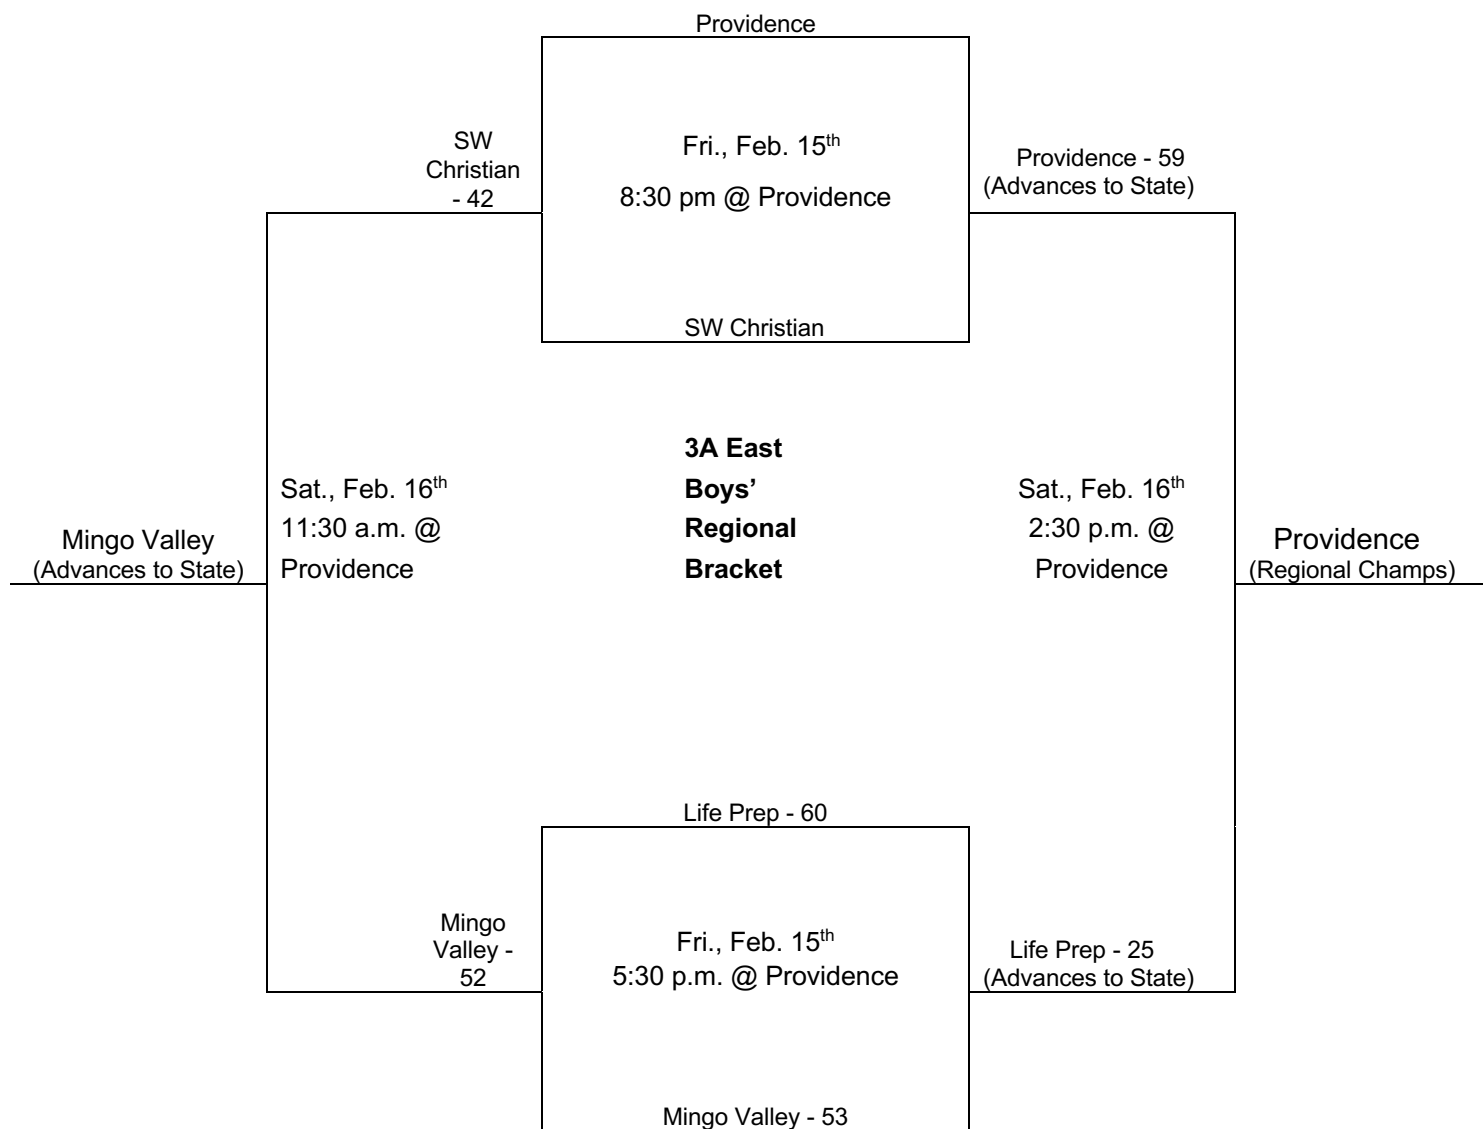 Providence
SW
Christian
- 42
Fri., Feb. 15th
8:30 pm @ Providence
Providence - 59
(Advances to State)
SW Christian
Mingo Valley
(Advances to State)
Sat., Feb. 16th
11:30 a.m. @
Providence
3A East
Boys’
Regional
Bracket
Sat., Feb. 16th
2:30 p.m. @
Providence
Providence
(Regional Champs)
Life Prep - 60
Mingo
Valley -
52
Fri., Feb. 15th
5:30 p.m. @ Providence
Life Prep - 25
(Advances to State)
Mingo Valley - 53